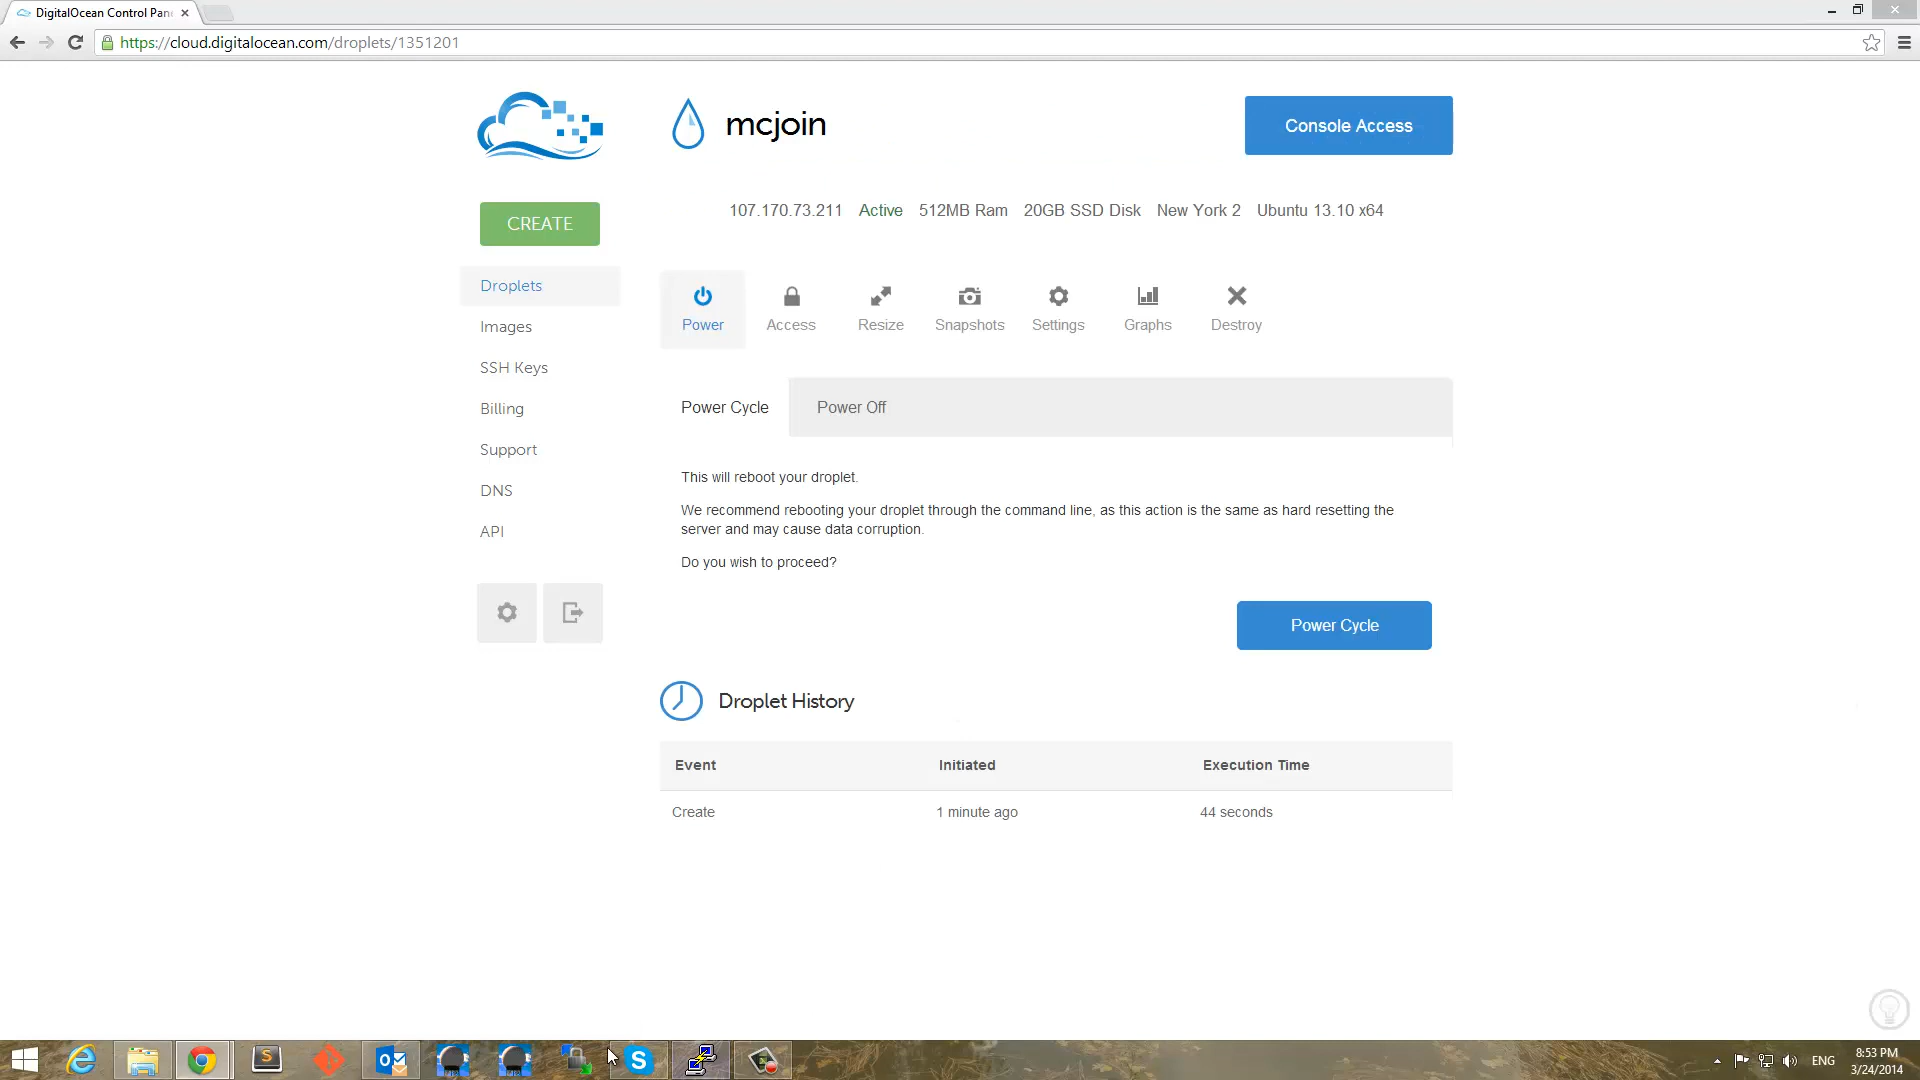 DigitalOcean Control Pan
https://cloud.digitalocean.com/droplets/1351201
mcjoin
Console Access
107.170.73.211 Active 512MB Ram 20GB SSD Disk New York 2 Ubuntu 13.10 x64
CREATE
Droplets
Images
SSH Keys
Billing
Support
DNS
API
Power Access Resize Snapshots Settings Graphs Destroy
Power Cycle Power Off
This will reboot your droplet.
We recommend rebooting your droplet through the command line, as this action is the same as hard resetting the
server and may cause data corruption.
Do you wish to proceed?
Power Cycle
Droplet History
Event Initiated Execution Time
Create 1 minute ago 44 seconds
ENG
8:53 PM
3/24/2014